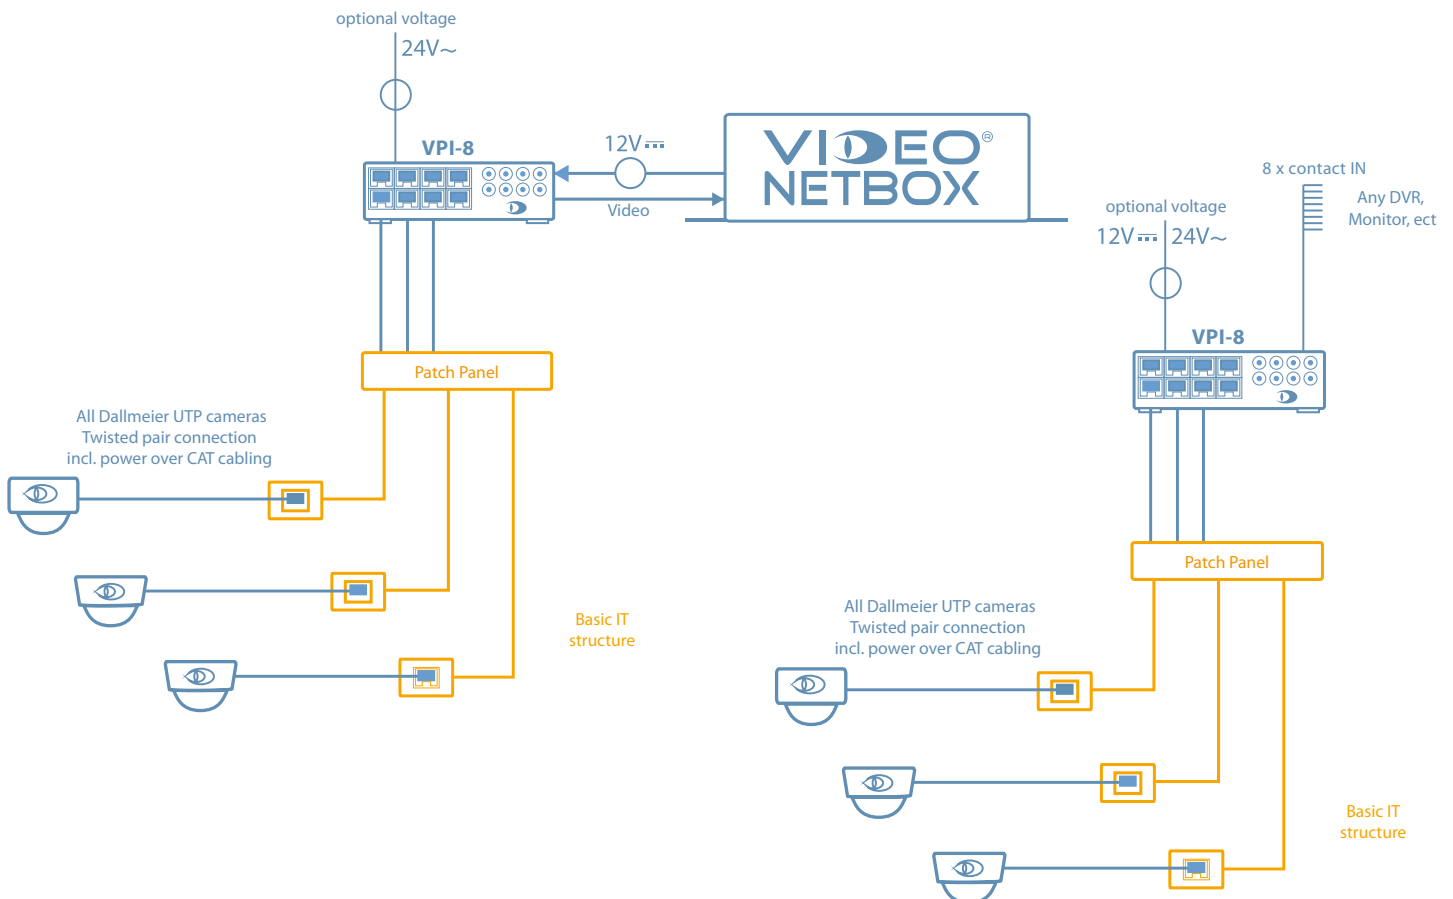 optional voltage
24V~
VPI-8
12V
Video
VIDEO®
NETBOX
Patch Panel
All Dallmeier UTP cameras
Twisted pair connection
incl. power over CAT cabling
Basic IT
structure
8 x contact IN
Any DVR,
Monitor, ect
optional voltage
12V 24V~
VPI-8
Patch Panel
All Dallmeier UTP cameras
Twisted pair connection
incl. power over CAT cabling
Basic IT
structure